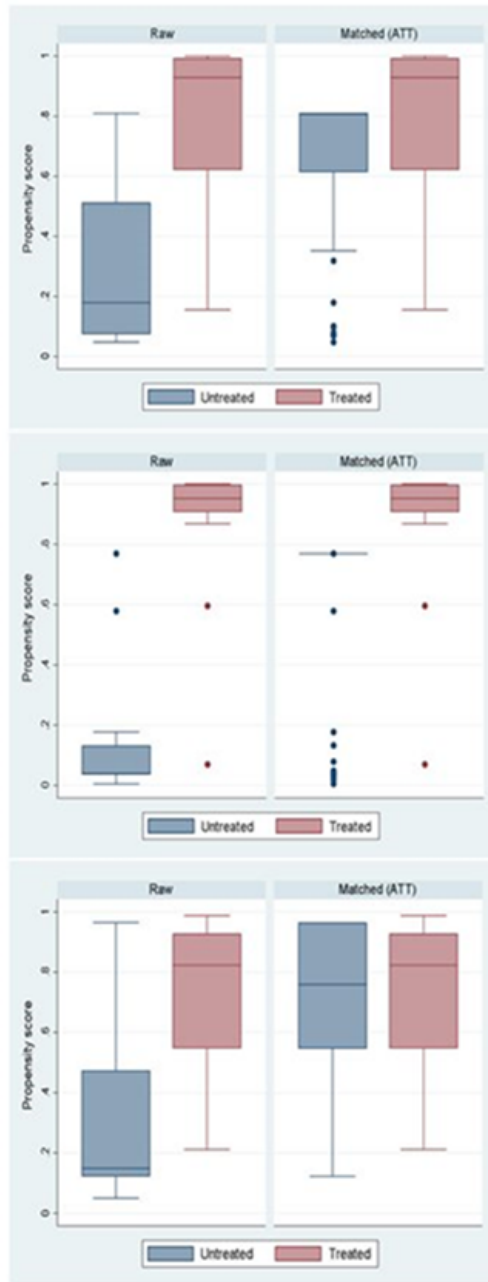 Raw Matched (ATT)
Propensity score
1
.8
.6
.4
.2
0
Untreated Treated
Raw Matched (ATT)
Propensity score
1
.8
.6
.4
.2
0
Untreated Treated
Raw Matched (ATT)
Propensity score
1
.8
.6
.4
.2
0
Untreated Treated